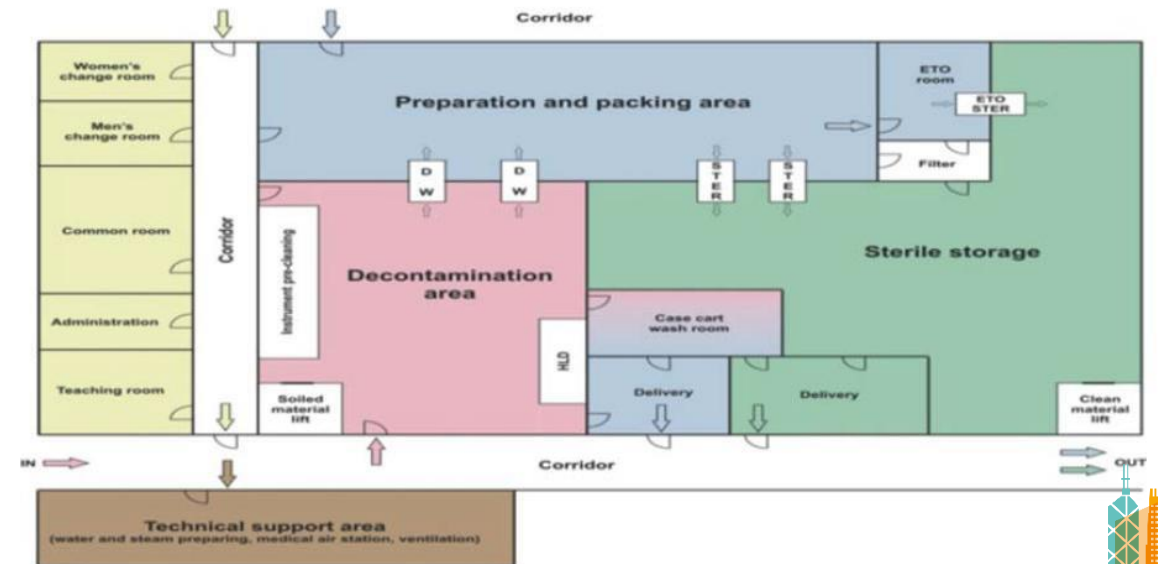 Corridor
Women's
change room
Men's
change room
Common room
Administration
Teaching room
Corridor
Preparation and packing area
ETO
room
ETO
STER
Filter
D
W
D
W
S
T
E
R
S
T
E
R
Instrument pre-cleaning
Decontamination
area
HLD
Soiled
material
lift
Sterile storage
Case cart
wash room
Delivery
Delivery
Clean
material
lift
IN
Corridor
OUT
Technical support area
(water and steam preparing, medical air station, ventilation)